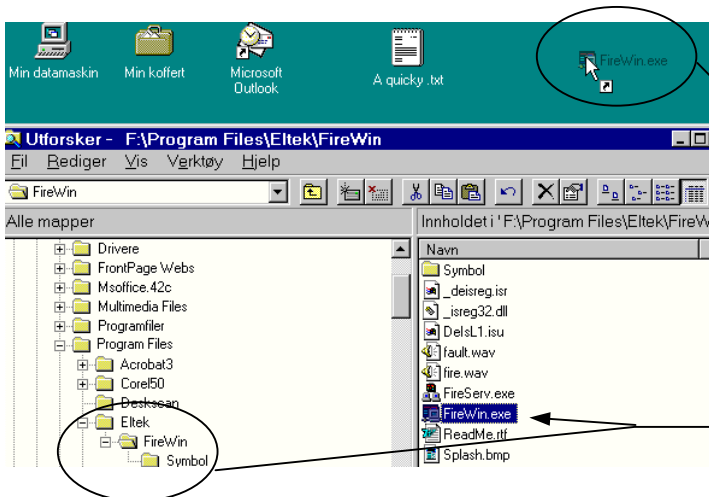 Min datamaskin
Min koffert
Microsoft
Outlook
A quicky .txt
FireWin.exe
Utforsker - F:\Program Files\Eltek\FireWin
Fil Rediger Vis Verktøy Hjelp
FireWin
Alle mapper
Innholdet i 'F:\Program Files\Eltek\FireW
Drivere
FrontPage Webs
Msoffice.42c
Multimedia Files
Programfiler
Program Files
Acrobat3
Corel50
Deskscan
Eltek
FireWin
Symbol
Navn
Symbol
_deisreg.isr
_isreg32.dll
DelsL1.isu
fault.wav
fire.wav
FireServ.exe
FireWin.exe
ReadMe.rtf
Splash.bmp